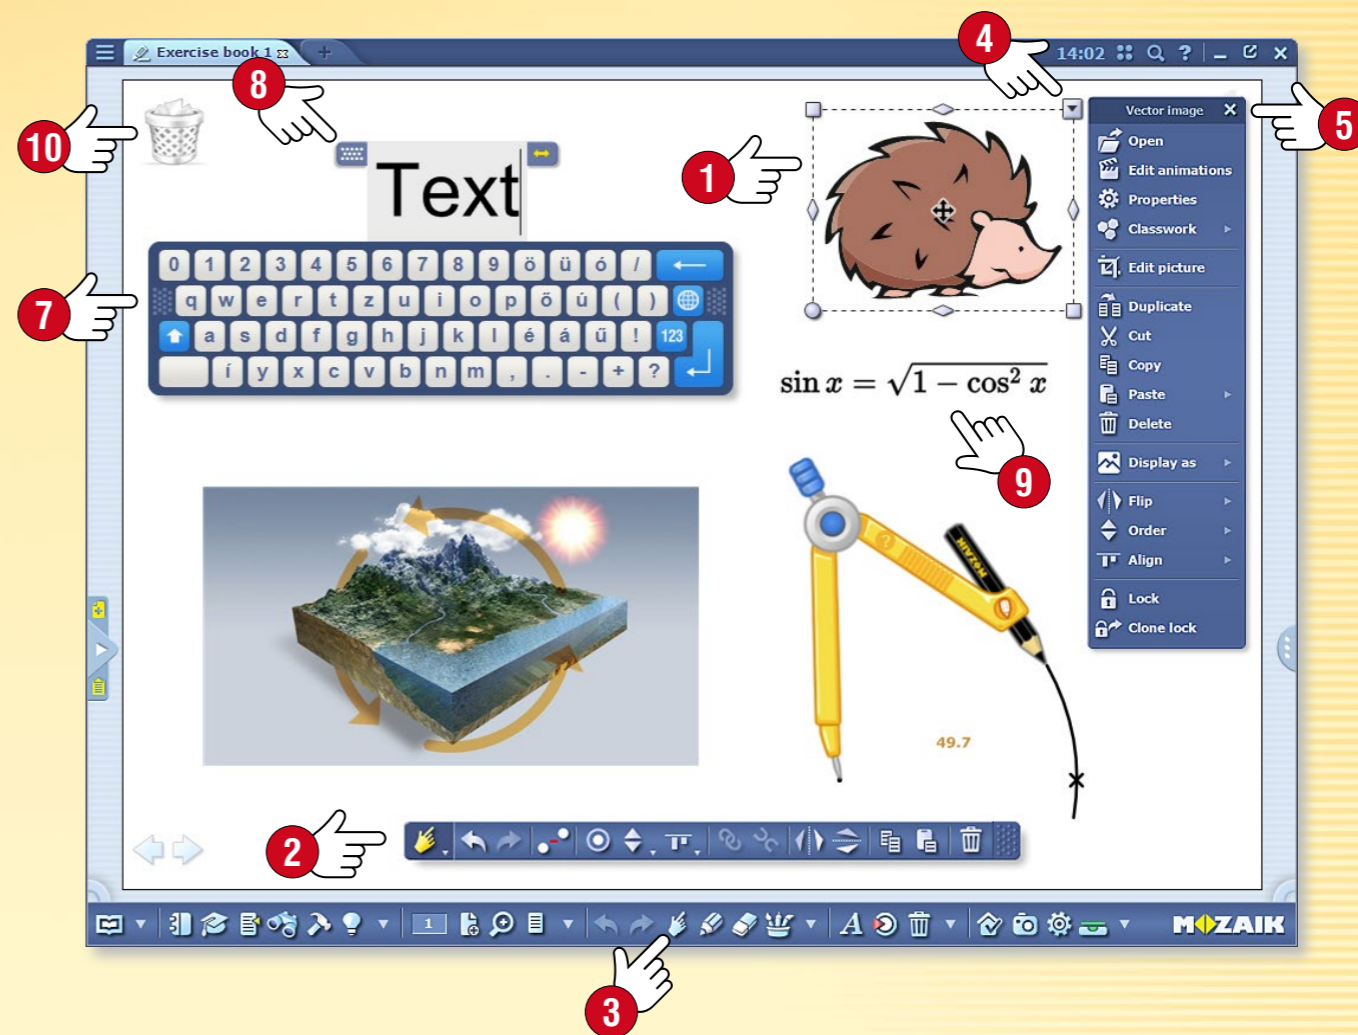 Exercise book 1
14:02
4
8
10
5
1
Vector image
Open
Edit animations
Properties
Classwork
Edit picture
Duplicate
Cut
Copy
Paste
Delete
Display as
Flip
Order
Align
Lock
Clone lock
Text
0 1 2 3 4 5 6 7 8 9 ö ü ó /
q w e r t z u i o p ő ú ( )
a s d f g h j k l é á ű ! 123
í y x c v b n m , . - + ?
7
sin x = √(1 − cos² x)
9
MOZAIK
49.7
2
1
A
MOZAIK
3